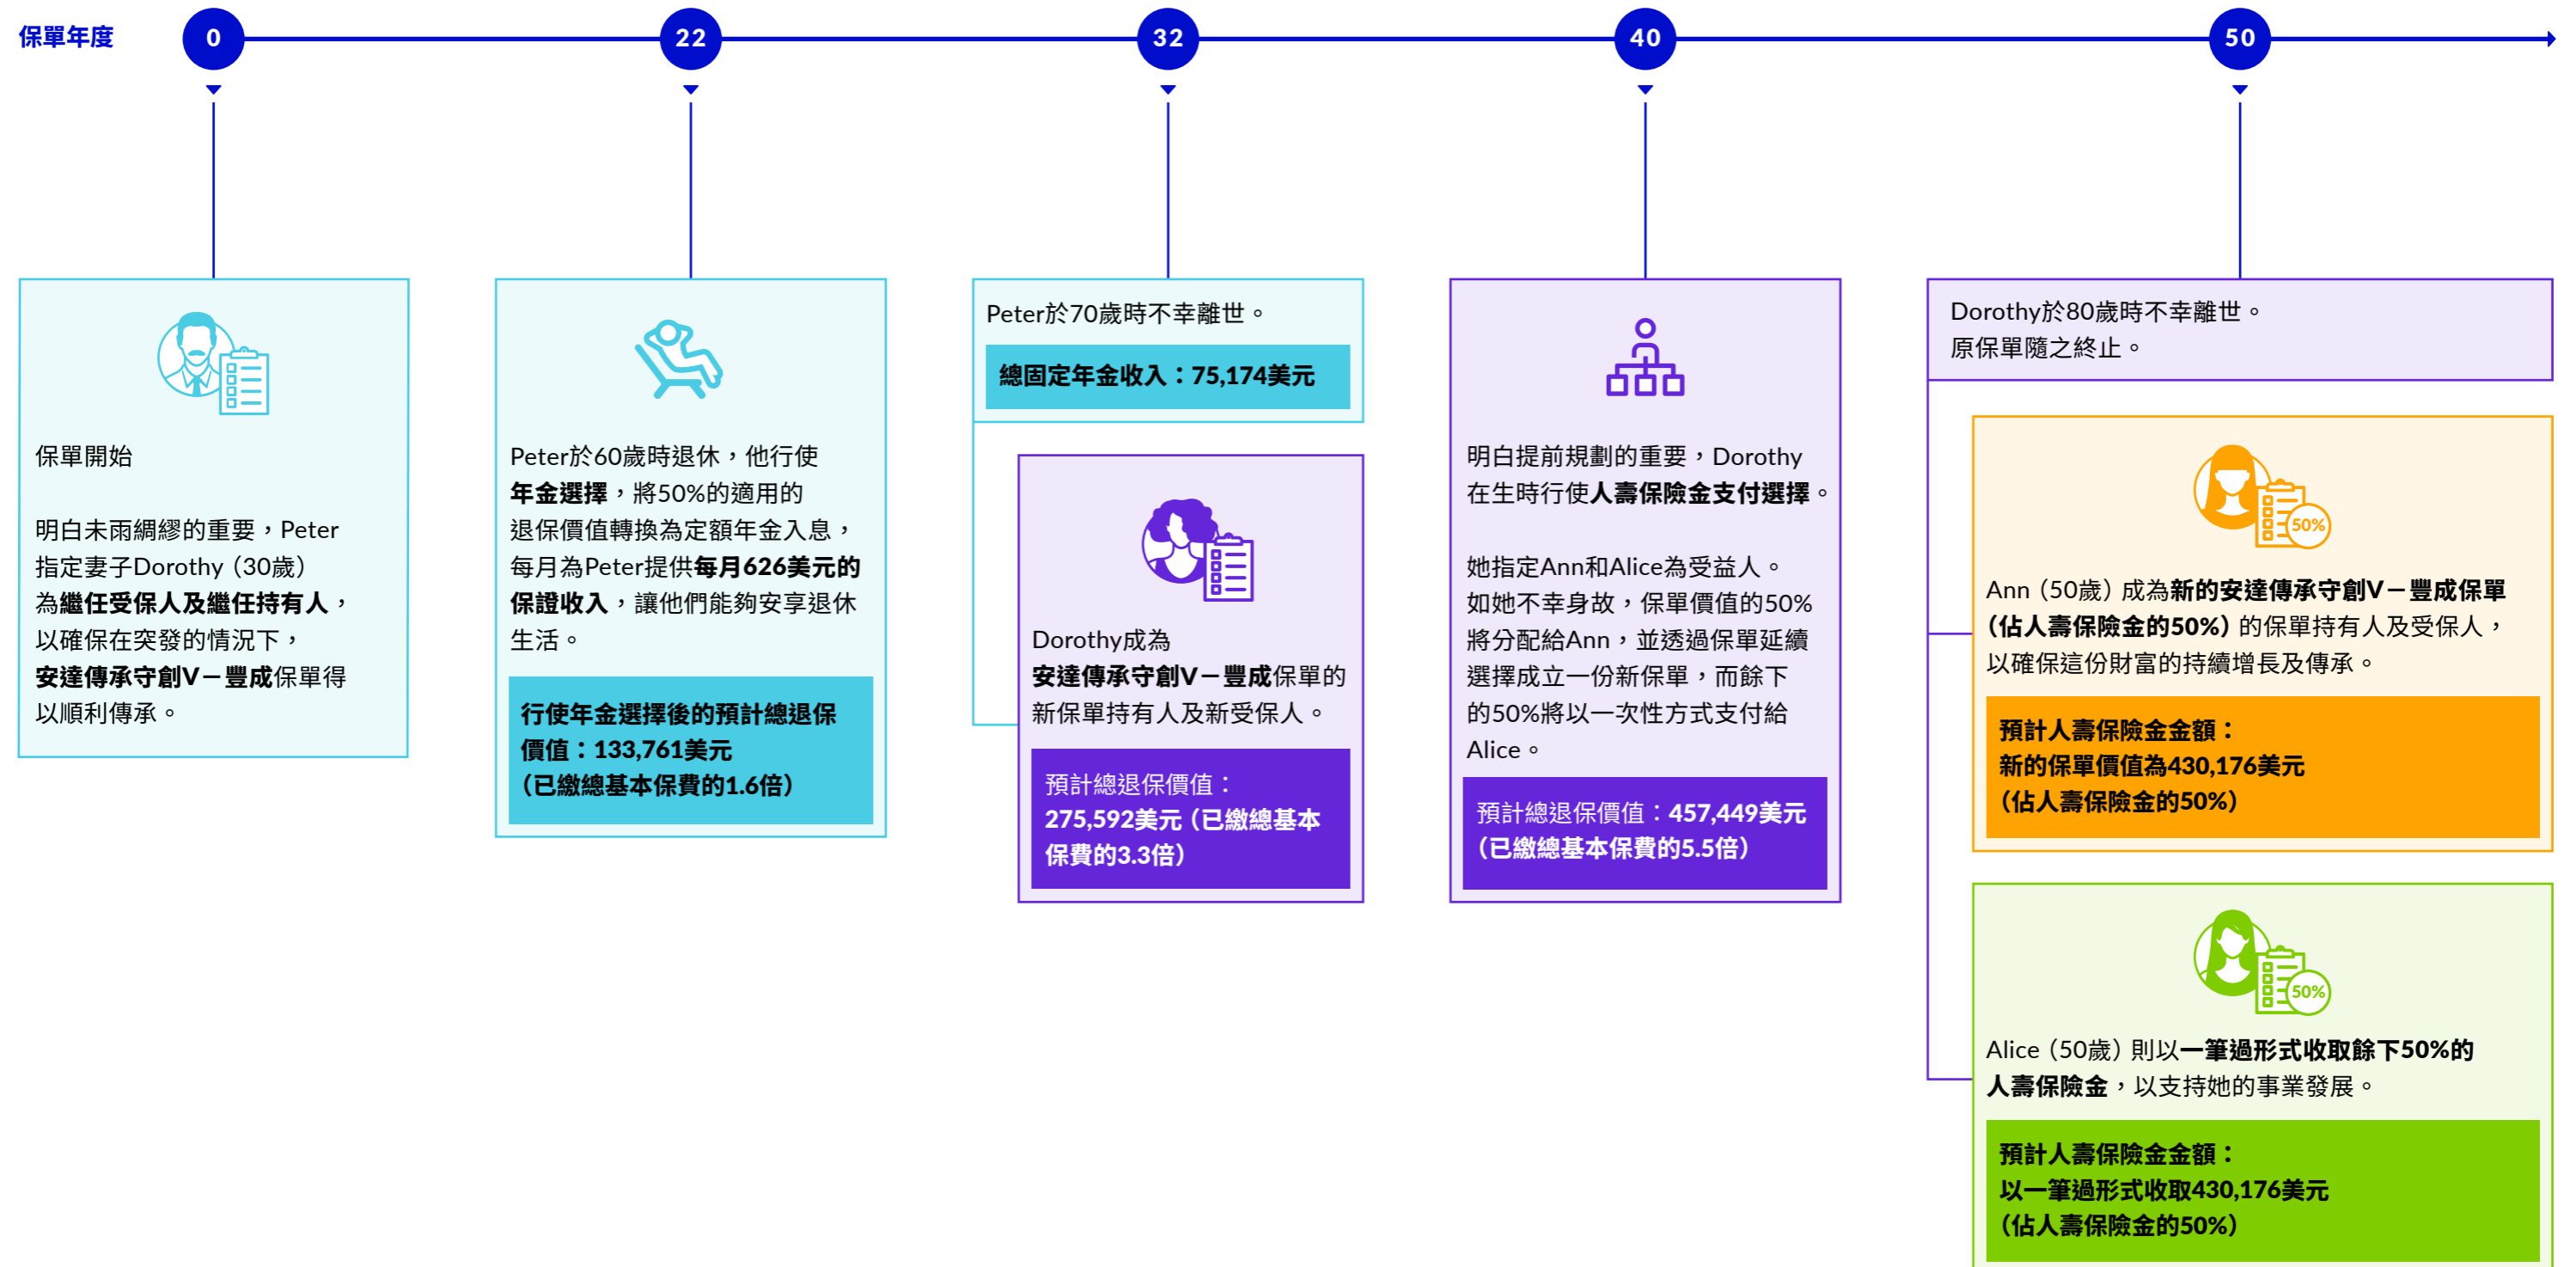 保單年度
0
22
32
40
50
保單開始
明白未雨綢繆的重要，Peter
指定妻子Dorothy（30歲）
為繼任受保人及繼任持有人，
以確保在突發的情況下，
安達傳承守創V－豐成保單得
以順利傳承。
Peter於60歲時退休，他行使
年金選擇，將50%的適用的
退保價值轉換為定額年金入息，
每月為Peter提供每月626美元的
保證收入，讓他們能夠安享退休
生活。
行使年金選擇後的預計總退保
價值：133,761美元
（已繳總基本保費的1.6倍）
Peter於70歲時不幸離世。
總固定年金收入：75,174美元
Dorothy成為
安達傳承守創V－豐成保單的
新保單持有人及新受保人。
預計總退保價值：
275,592美元（已繳總基本
保費的3.3倍）
明白提前規劃的重要，Dorothy
在生時行使人壽保險金支付選擇。
她指定Ann和Alice為受益人。
如她不幸身故，保單價值的50%
將分配給Ann，並透過保單延續
選擇成立一份新保單，而餘下
的50%將以一次性方式支付給
Alice。
預計總退保價值：457,449美元
（已繳總基本保費的5.5倍）
Dorothy於80歲時不幸離世。
原保單隨之終止。
50%
Ann（50歲）成為新的安達傳承守創V－豐成保單
（佔人壽保險金的50%）的保單持有人及受保人，
以確保這份財富的持續增長及傳承。
預計人壽保險金金額：
新的保單價值為430,176美元
（佔人壽保險金的50%）
50%
Alice（50歲）則以一筆過形式收取餘下50%的
人壽保險金，以支持她的事業發展。
預計人壽保險金金額：
以一筆過形式收取430,176美元
（佔人壽保險金的50%）